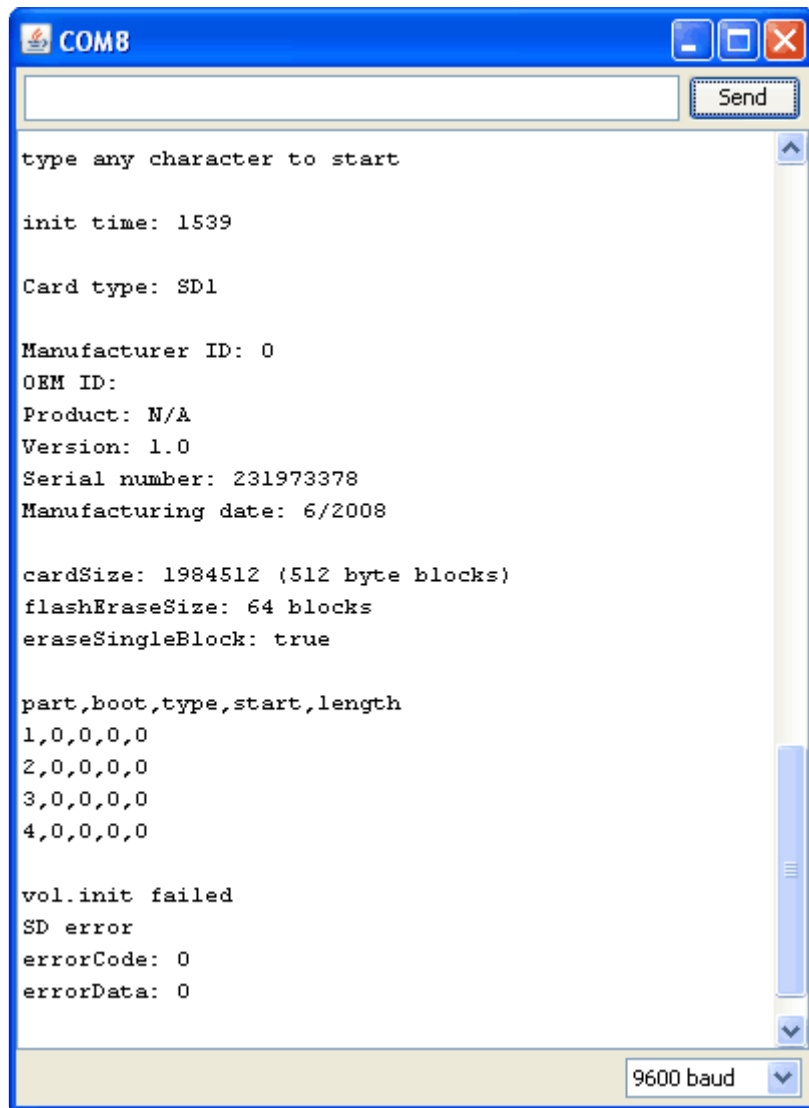 COM8
Send
type any character to start
init time: 1539
Card type: SD1
Manufacturer ID: 0
OEM ID:
Product: N/A
Version: 1.0
Serial number: 231973378
Manufacturing date: 6/2008
cardSize: 1984512 (512 byte blocks)
flashEraseSize: 64 blocks
eraseSingleBlock: true
part,boot,type,start,length
1,0,0,0,0
2,0,0,0,0
3,0,0,0,0
4,0,0,0,0
vol.init failed
SD error
errorCode: 0
errorData: 0
9600 baud